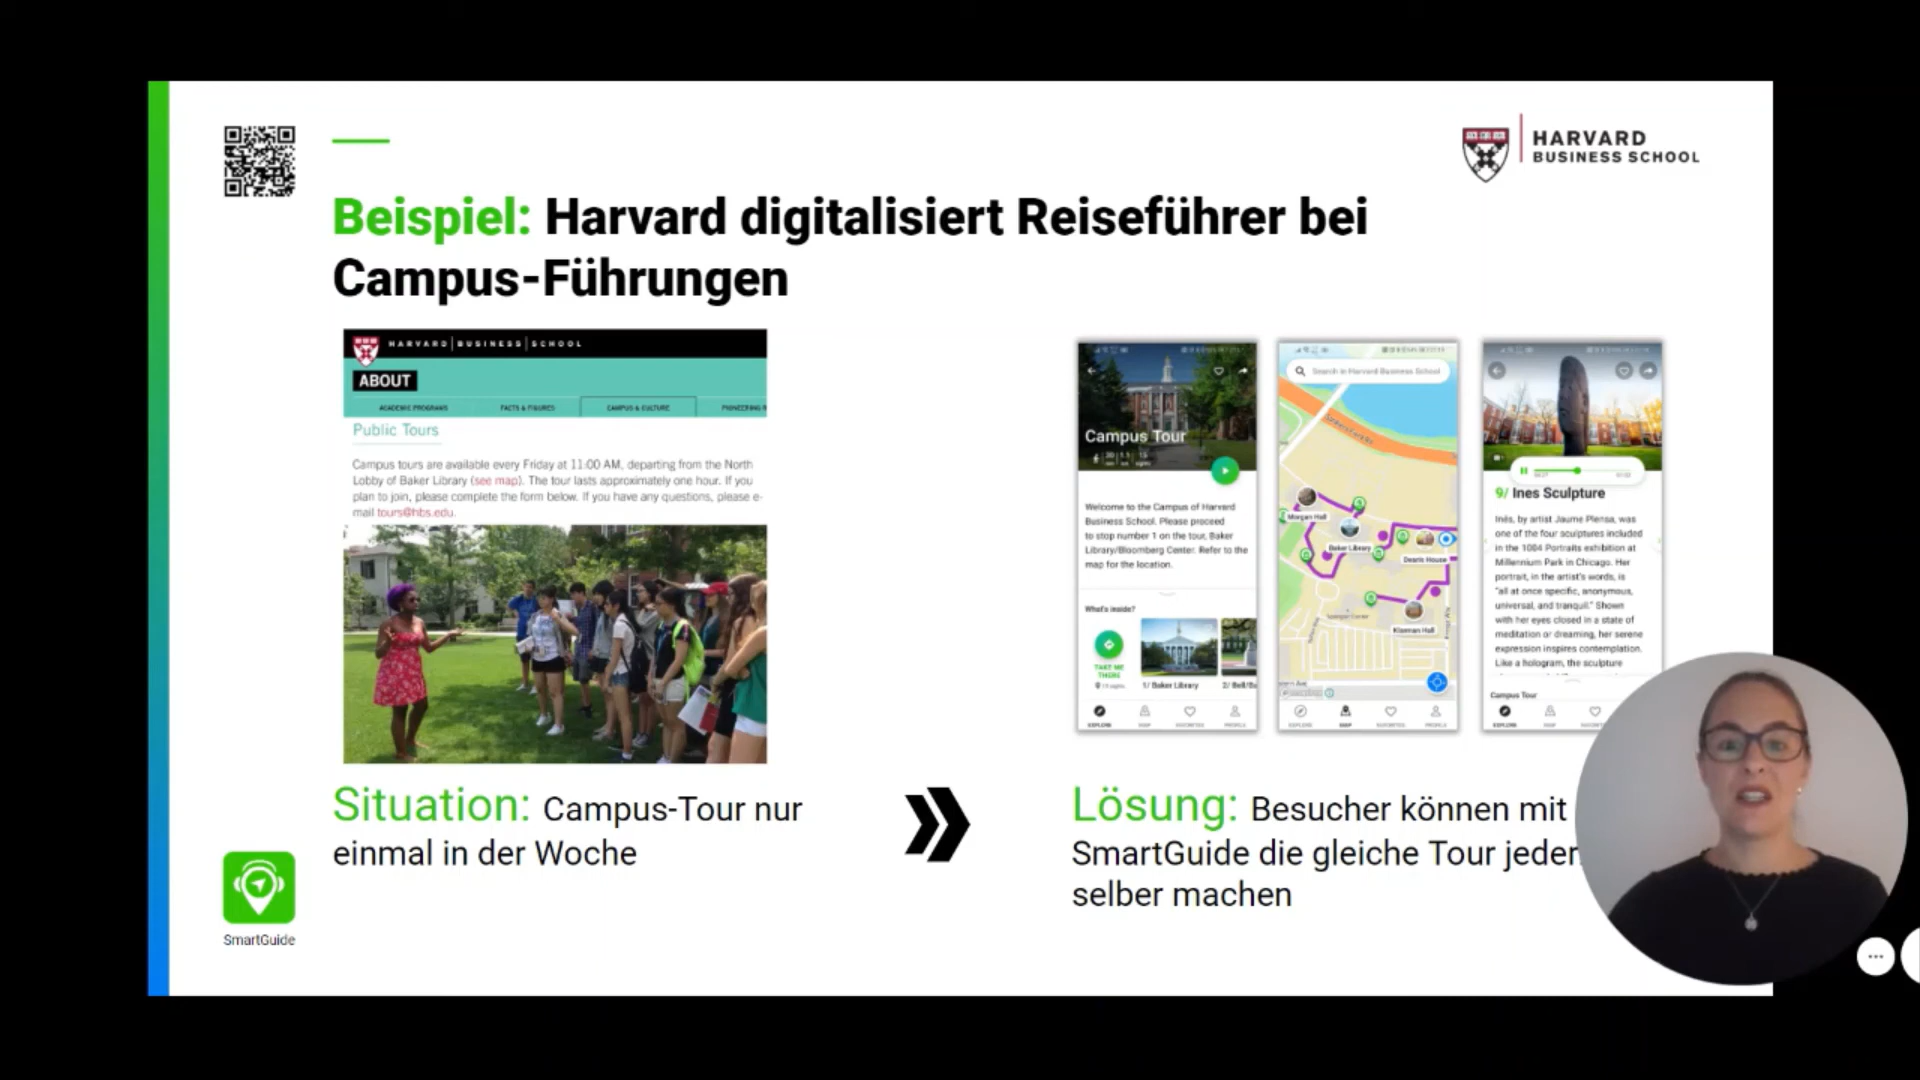 HARVARD
BUSINESS SCHOOL
Beispiel: Harvard digitalisiert Reiseführer bei
Campus-Führungen
HARVARD | BUSINESS | SCHOOL
ABOUT
ACADEMIC PROGRAMS
FACTS & FIGURES
CAMPUS & CULTURE
Public Tours
Campus tours are available every Friday at 11:00 AM, departing from the North
Lobby of Baker Library (see map). The tour lasts approximately one hour. If you
plan to join, please complete the form below. If you have any questions, please e-
mail tours@hbs.edu.
Campus Tour
Welcome to the Campus of Harvard
Business School. Please proceed
to stop number 1 on the tour, Baker
Library/Bloomberg Center. Refer to the
map for the location.
What's inside?
TAKE ME
THERE
1/ Baker Library
EXPLORE
MAP
FAVORITES
PROFILE
Search in Harvard Business School
Morgan Hall
Baker Library
Dean's House
Klasman Hall
EXPLORE
MAP
FAVORITES
PROFILE
9/ Ines Sculpture
Inés, by artist Jaume Plensa, was
one of the four sculptures included
in the 1004 Portraits exhibition at
Millennium Park in Chicago. Her
portrait, in the artist's words, is
"all at once specific, anonymous,
universal, and tranquil." Shown
with her eyes closed in a state of
meditation or dreaming, her serene
expression inspires contemplation.
Like a hologram, the sculpture
Campus Tour
EXPLORE
MAP
Situation: Campus-Tour nur
einmal in der Woche
Lösung: Besucher können mit
SmartGuide die gleiche Tour jeder
selber machen
SmartGuide